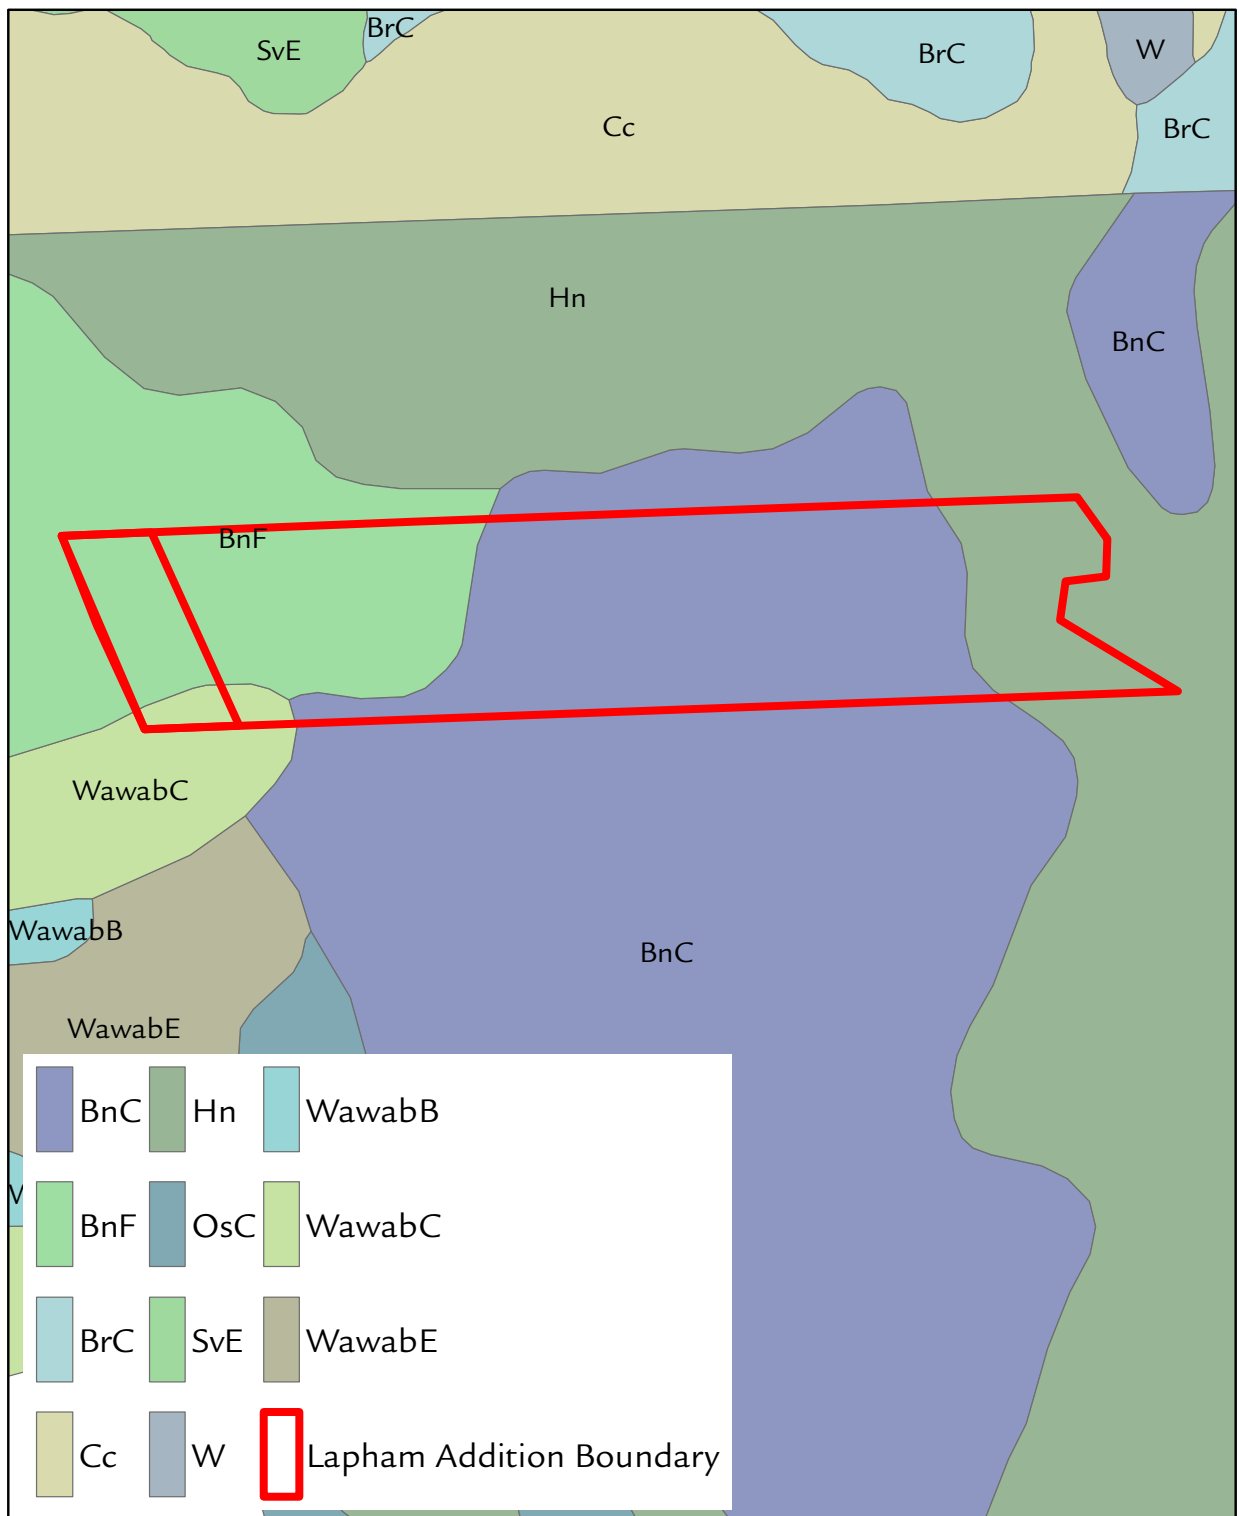 BrC
SvE
BrC
W
Cc
BrC
Hn
BnC
BnF
WawabC
WawabB
BnC
WawabE
BnC Hn WawabB
BnF OsC WawabC
BrC SvE WawabE
Cc W Lapham Addition Boundary